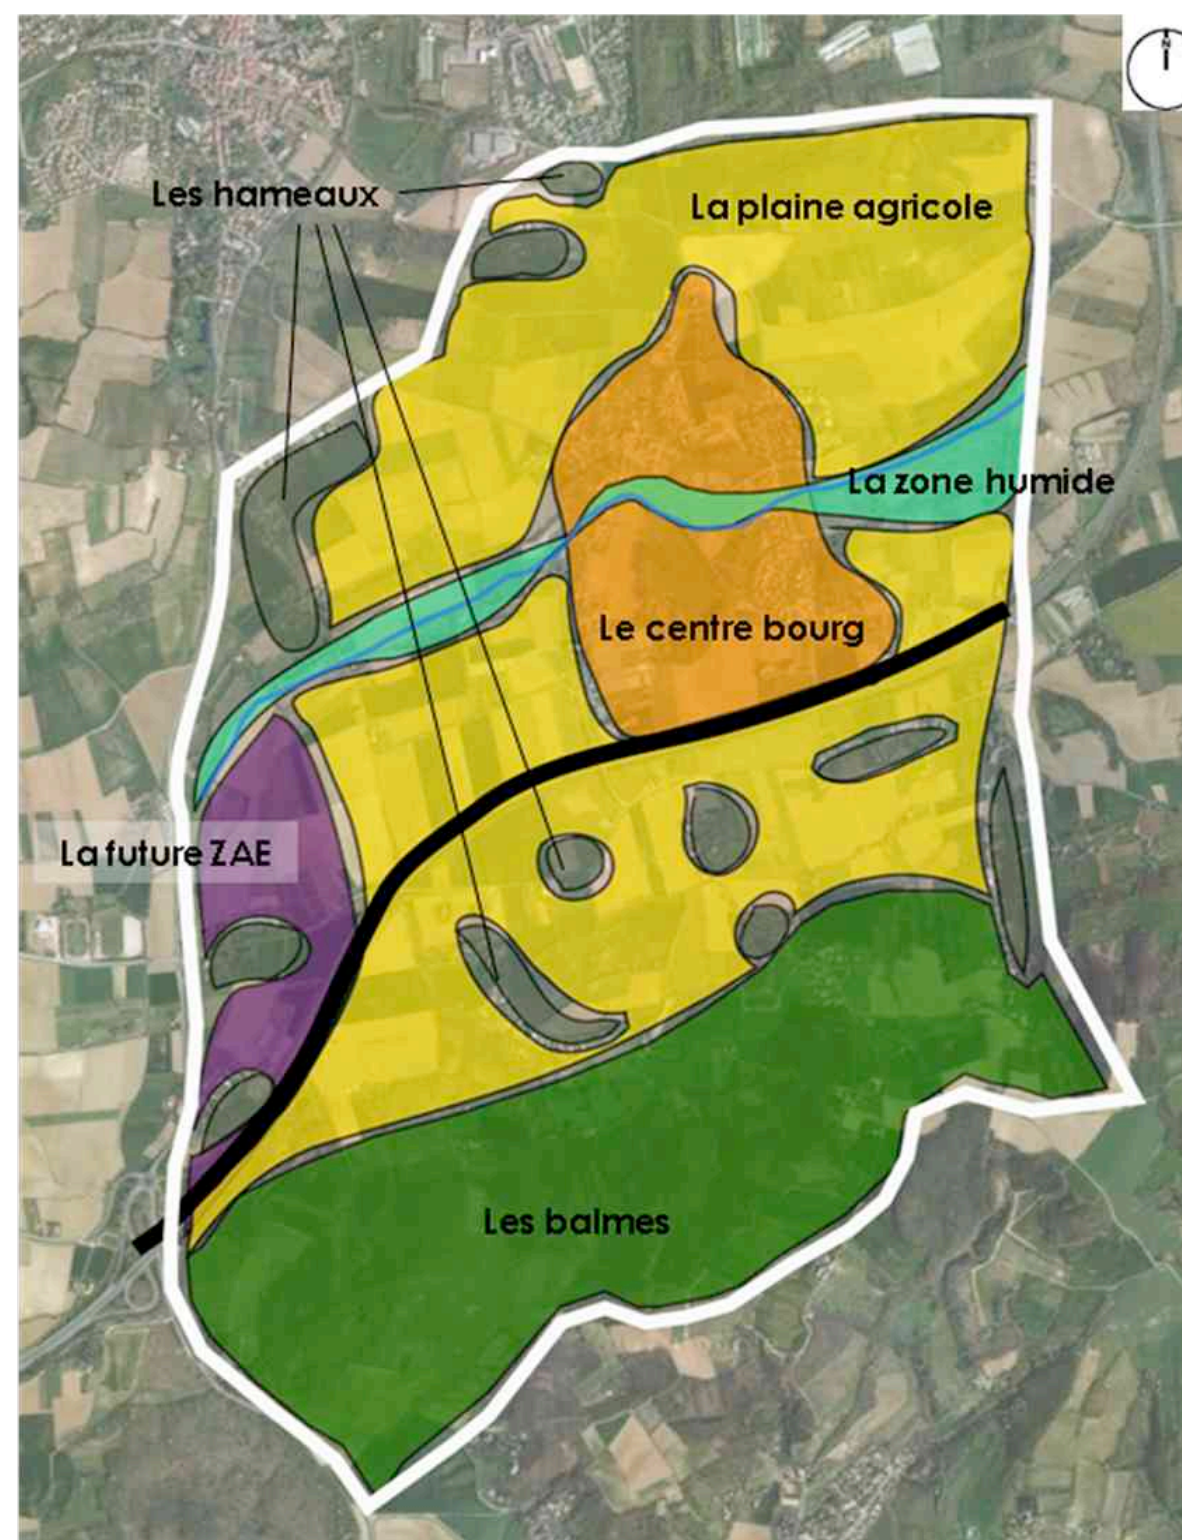 N
Les hameaux
La plaine agricole
La zone humide
Le centre bourg
La future ZAE
Les balmes